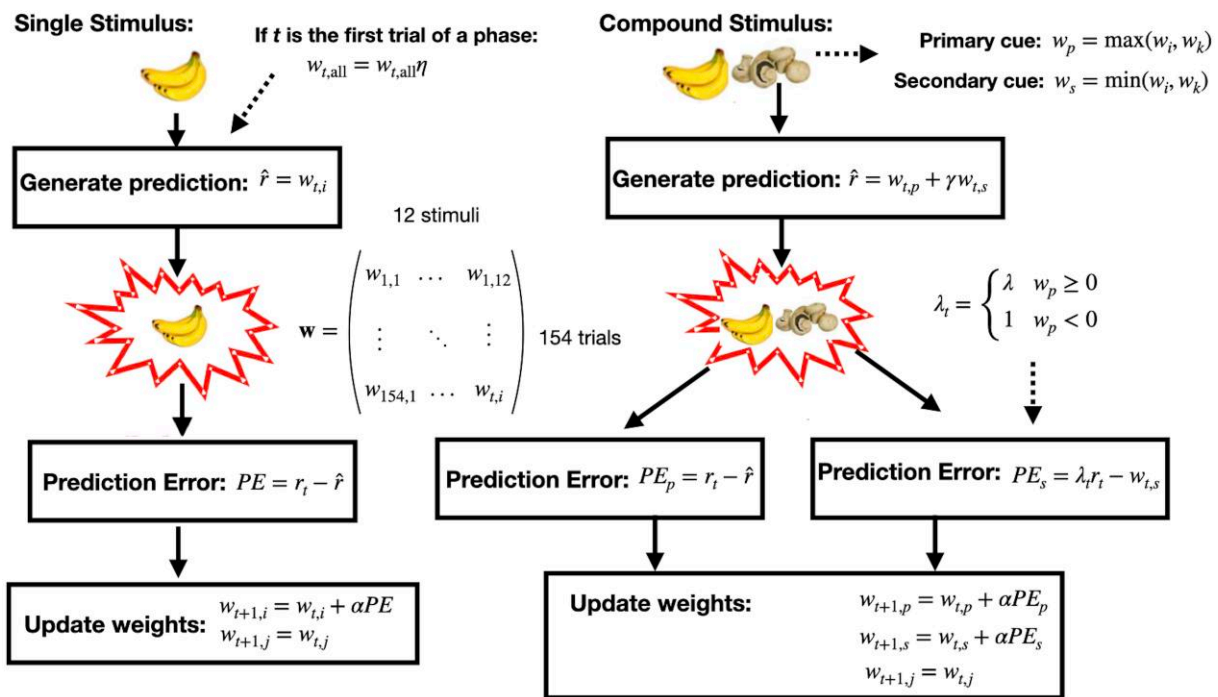 Single Stimulus:
If t is the first trial of a phase:
w_{t,all} = w_{t,all}η
Generate prediction: r̂ = w_{t,i}
12 stimuli
w = ( w_{1,1} … w_{1,12}
⋮ ⋱ ⋮
w_{154,1} … w_{t,i} )
154 trials
Prediction Error: PE = r_t − r̂
Update weights: w_{t+1,i} = w_{t,i} + αPE
w_{t+1,j} = w_{t,j}
Compound Stimulus:
Primary cue: w_p = max(w_i, w_k)
Secondary cue: w_s = min(w_i, w_k)
Generate prediction: r̂ = w_{t,p} + γw_{t,s}
λ_t = { λ w_p ≥ 0
1 w_p < 0
Prediction Error: PE_p = r_t − r̂
Prediction Error: PE_s = λ_t r_t − w_{t,s}
Update weights: w_{t+1,p} = w_{t,p} + αPE_p
w_{t+1,s} = w_{t,s} + αPE_s
w_{t+1,j} = w_{t,j}